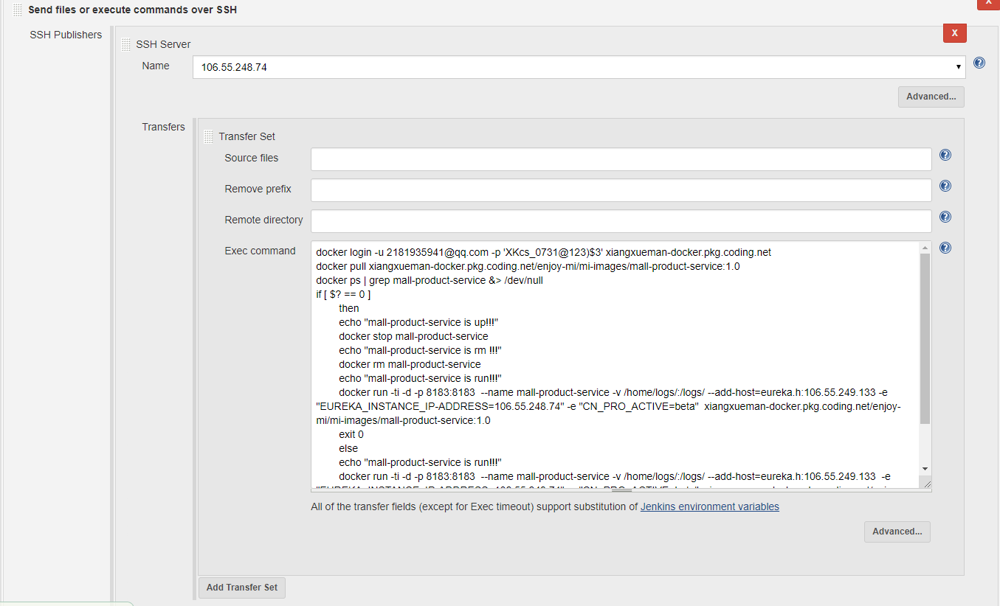 Send files or execute commands over SSH
X
SSH Publishers
X
SSH Server
Name
106.55.248.74
Advanced...
Transfers
Transfer Set
Source files
Remove prefix
Remote directory
Exec command
docker login -u 2181935941@qq.com -p 'XKcs_0731@123)$3' xiangxueman-docker.pkg.coding.net
docker pull xiangxueman-docker.pkg.coding.net/enjoy-mi/mi-images/mall-product-service:1.0
docker ps | grep mall-product-service &> /dev/null
if [ $? == 0 ]
then
echo "mall-product-service is up!!!"
docker stop mall-product-service
echo "mall-product-service is rm !!!"
docker rm mall-product-service
echo "mall-product-service is run!!!"
docker run -ti -d -p 8183:8183  --name mall-product-service -v /home/logs/:/logs/ --add-host=eureka.h:106.55.249.133 -e
"EUREKA_INSTANCE_IP-ADDRESS=106.55.248.74" -e "CN_PRO_ACTIVE=beta"  xiangxueman-docker.pkg.coding.net/enjoy-
mi/mi-images/mall-product-service:1.0
exit 0
else
echo "mall-product-service is run!!!"
docker run -ti -d -p 8183:8183  --name mall-product-service -v /home/logs/:/logs/ --add-host=eureka.h:106.55.249.133  -e
All of the transfer fields (except for Exec timeout) support substitution of Jenkins environment variables
Advanced...
Add Transfer Set